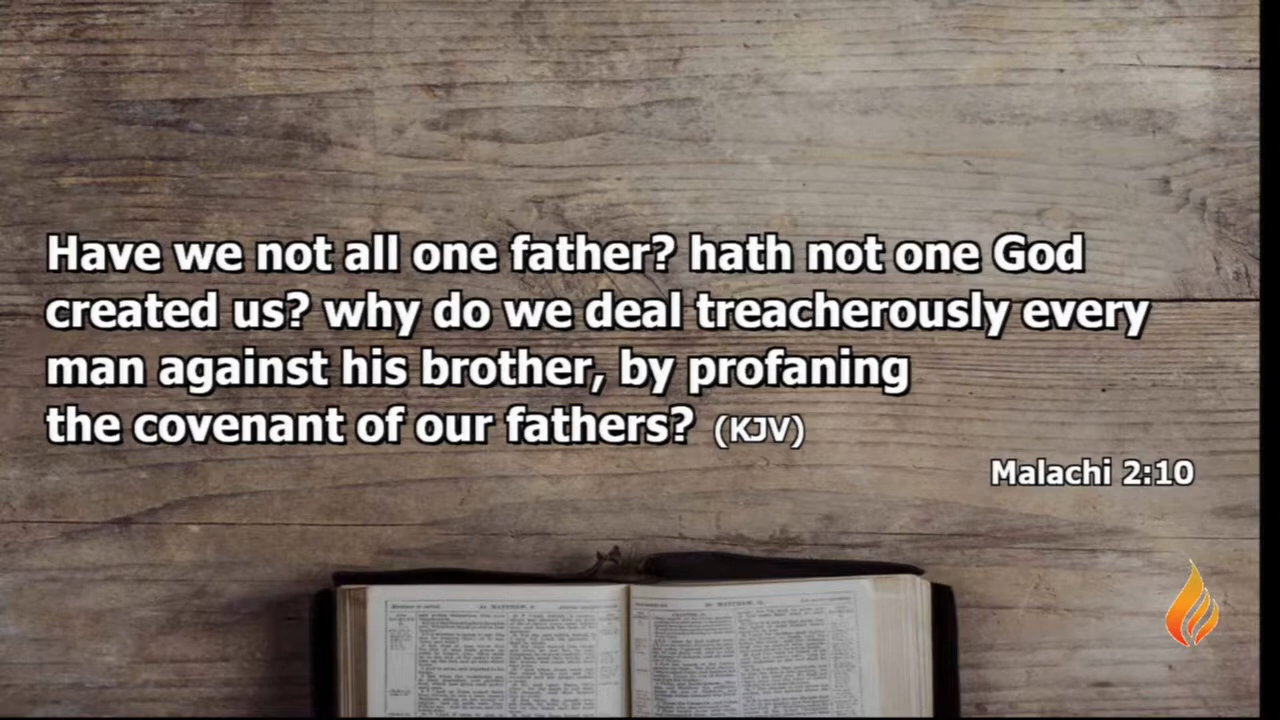 Have we not all one father? hath not one God
created us? why do we deal treacherously every
man against his brother, by profaning
the covenant of our fathers? (KJV)
Malachi 2:10